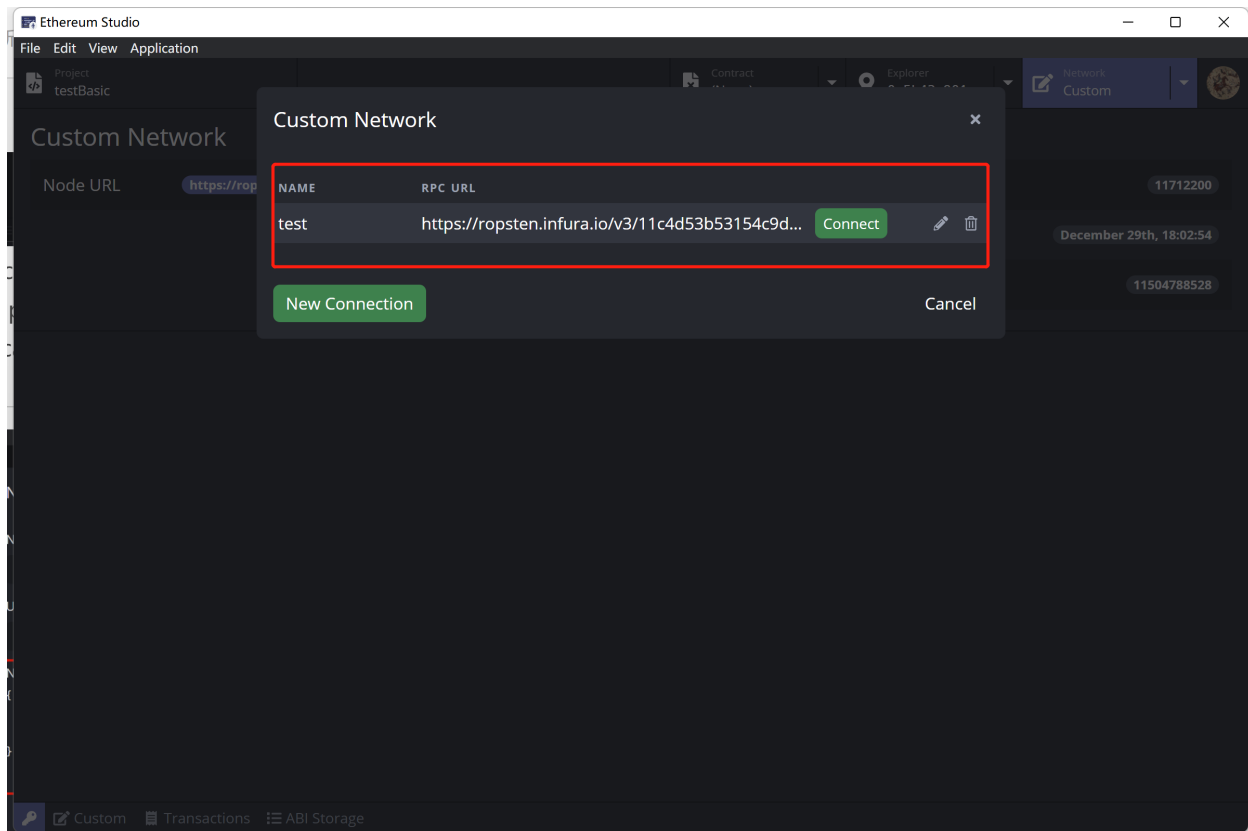 Ethereum Studio
File Edit View Application
Project
testBasic
Contract
Explorer
Network
Custom
Custom Network
Custom Network
Node URL
https://rop
11712200
December 29th, 18:02:54
11504788528
NAME RPC URL
test https://ropsten.infura.io/v3/11c4d53b53154c9d... Connect
New Connection Cancel
Custom Transactions ABI Storage